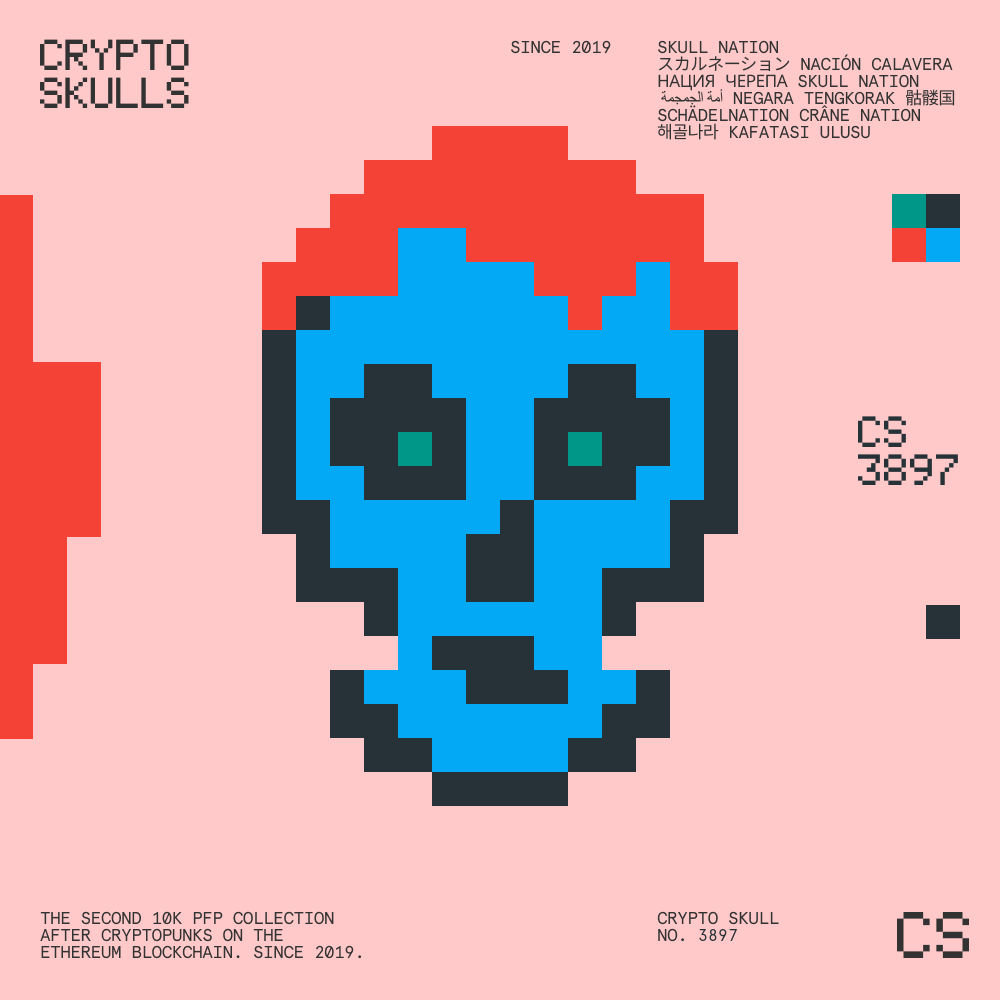 CRYPTO
SKULLS
SINCE 2019
SKULL NATION
スカルネーション NACIÓN CALAVERA
НАЦИЯ ЧЕРЕПА SKULL NATION
أمة الجمجمة NEGARA TENGKORAK 骷髅国
SCHÄDELNATION CRÂNE NATION
해골나라 KAFATASI ULUSU
CS
3897
THE SECOND 10K PFP COLLECTION
AFTER CRYPTOPUNKS ON THE
ETHEREUM BLOCKCHAIN. SINCE 2019.
CRYPTO SKULL
NO. 3897
CS